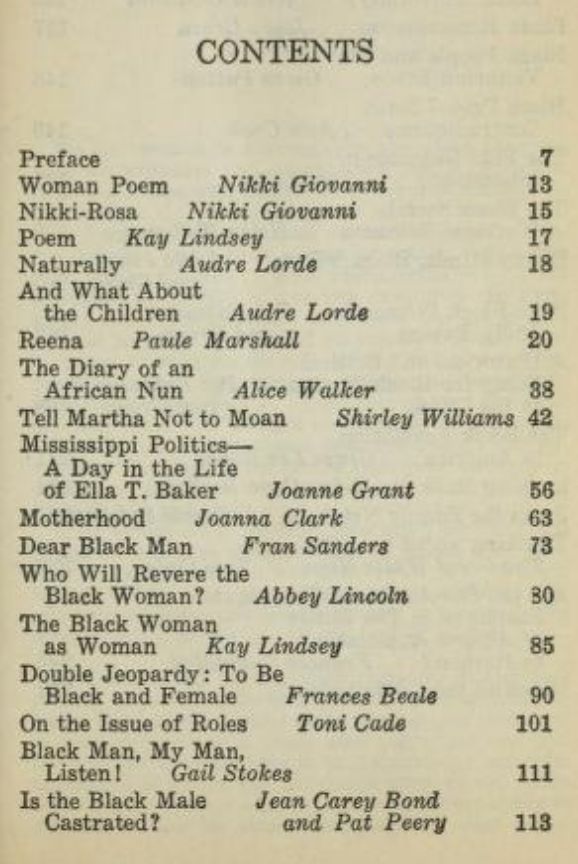 CONTENTS
Preface 7
Woman Poem Nikki Giovanni 13
Nikki-Rosa Nikki Giovanni 15
Poem Kay Lindsey 17
Naturally Audre Lorde 18
And What About
the Children Audre Lorde 19
Reena Paule Marshall 20
The Diary of an
African Nun Alice Walker 38
Tell Martha Not to Moan Shirley Williams 42
Mississippi Politics—
A Day in the Life
of Ella T. Baker Joanne Grant 56
Motherhood Joanna Clark 63
Dear Black Man Fran Sanders 73
Who Will Revere the
Black Woman? Abbey Lincoln 80
The Black Woman
as Woman Kay Lindsey 85
Double Jeopardy: To Be
Black and Female Frances Beale 90
On the Issue of Roles Toni Cade 101
Black Man, My Man,
Listen! Gail Stokes 111
Is the Black Male Jean Carey Bond
Castrated? and Pat Peery 113